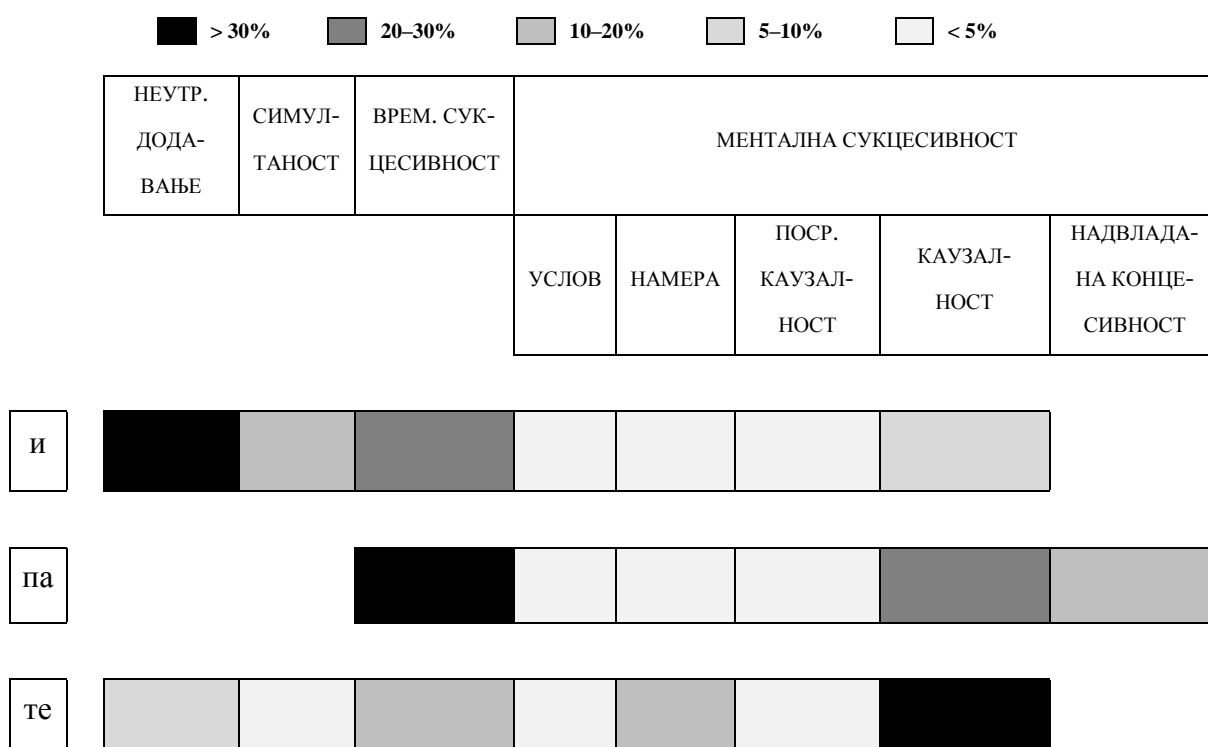 > 30% 20–30% 10–20% 5–10% < 5%
НЕУТР.
ДОДА-
ВАЊЕ
СИМУЛ-
ТАНОСТ
ВРЕМ. СУК-
ЦЕСИВНОСТ
МЕНТАЛНА СУКЦЕСИВНОСТ
УСЛОВ
НАМЕРА
ПОСР.
КАУЗАЛ-
НОСТ
КАУЗАЛ-
НОСТ
НАДВЛАДА-
НА КОНЦЕ-
СИВНОСТ
и
па
те